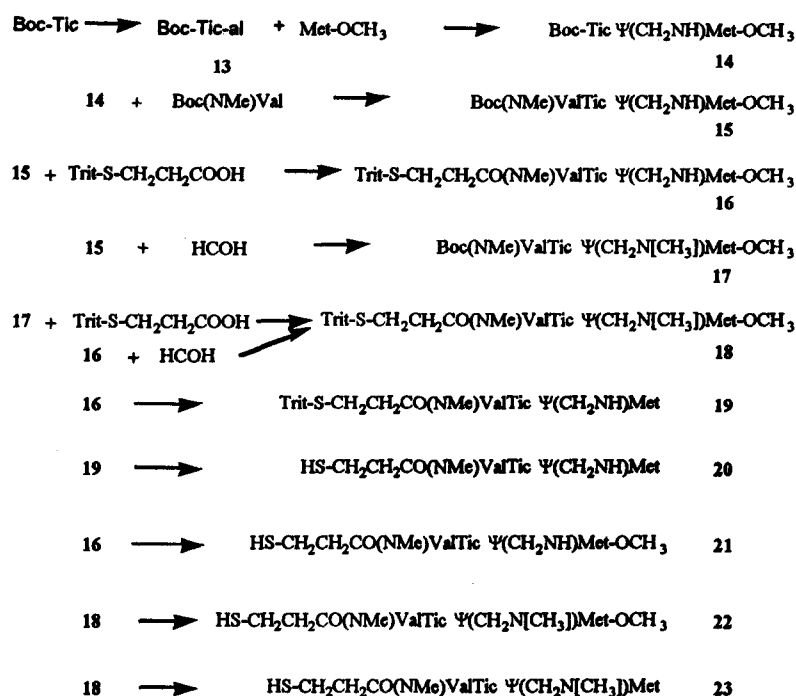 Boc-Tic ⟶ Boc-Tic-al + Met-OCH3 ⟶ Boc-Tic Ψ(CH2NH)Met-OCH3
13 14
14 + Boc(NMe)Val ⟶ Boc(NMe)ValTic Ψ(CH2NH)Met-OCH3
15
15 + Trit-S-CH2CH2COOH ⟶ Trit-S-CH2CH2CO(NMe)ValTic Ψ(CH2NH)Met-OCH3
16
15 + HCOH ⟶ Boc(NMe)ValTic Ψ(CH2N[CH3])Met-OCH3
17
17 + Trit-S-CH2CH2COOH ⟶ Trit-S-CH2CH2CO(NMe)ValTic Ψ(CH2N[CH3])Met-OCH3
16 + HCOH 18
16 ⟶ Trit-S-CH2CH2CO(NMe)ValTic Ψ(CH2NH)Met 19
19 ⟶ HS-CH2CH2CO(NMe)ValTic Ψ(CH2NH)Met 20
16 ⟶ HS-CH2CH2CO(NMe)ValTic Ψ(CH2NH)Met-OCH3 21
18 ⟶ HS-CH2CH2CO(NMe)ValTic Ψ(CH2N[CH3])Met-OCH3 22
18 ⟶ HS-CH2CH2CO(NMe)ValTic Ψ(CH2N[CH3])Met 23